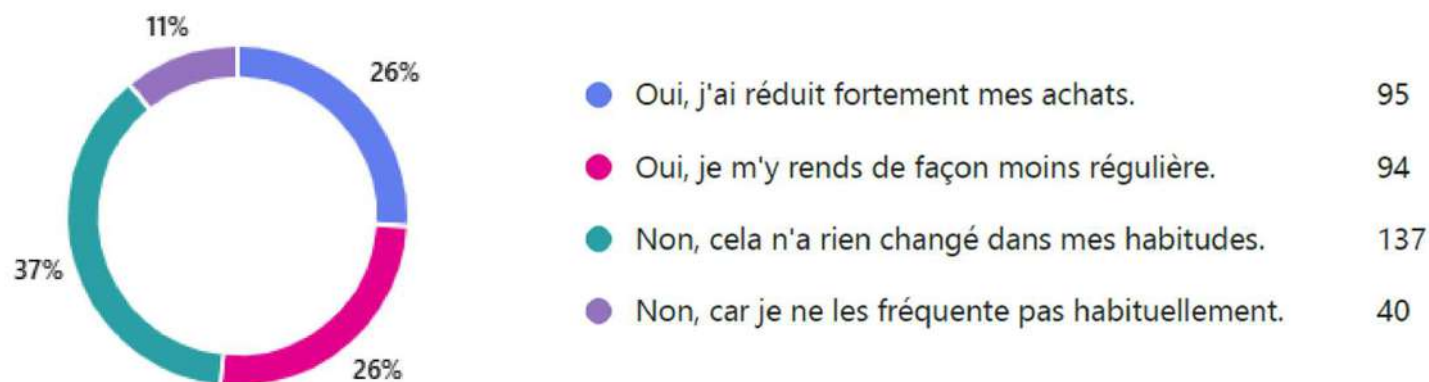 11%
26%
37%
26%
Oui, j'ai réduit fortement mes achats. 95
Oui, je m'y rends de façon moins régulière. 94
Non, cela n'a rien changé dans mes habitudes. 137
Non, car je ne les fréquente pas habituellement. 40